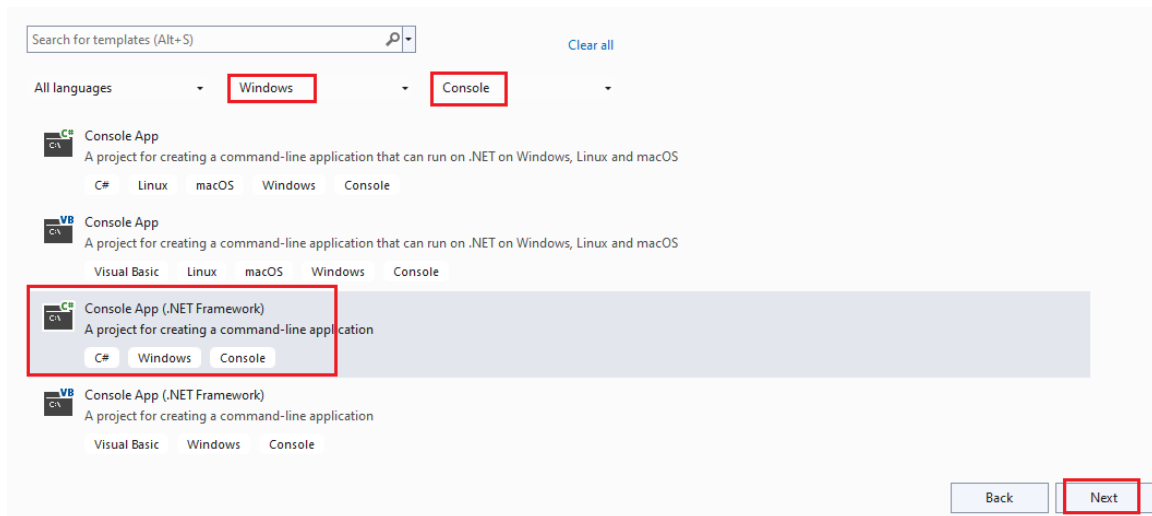 Search for templates (Alt+S)
Clear all
All languages Windows Console
C# Console App
C:\ A project for creating a command-line application that can run on .NET on Windows, Linux and macOS
C# Linux macOS Windows Console
VB Console App
C:\ A project for creating a command-line application that can run on .NET on Windows, Linux and macOS
Visual Basic Linux macOS Windows Console
C# Console App (.NET Framework)
C:\ A project for creating a command-line application
C# Windows Console
VB Console App (.NET Framework)
C:\ A project for creating a command-line application
Visual Basic Windows Console
Back Next